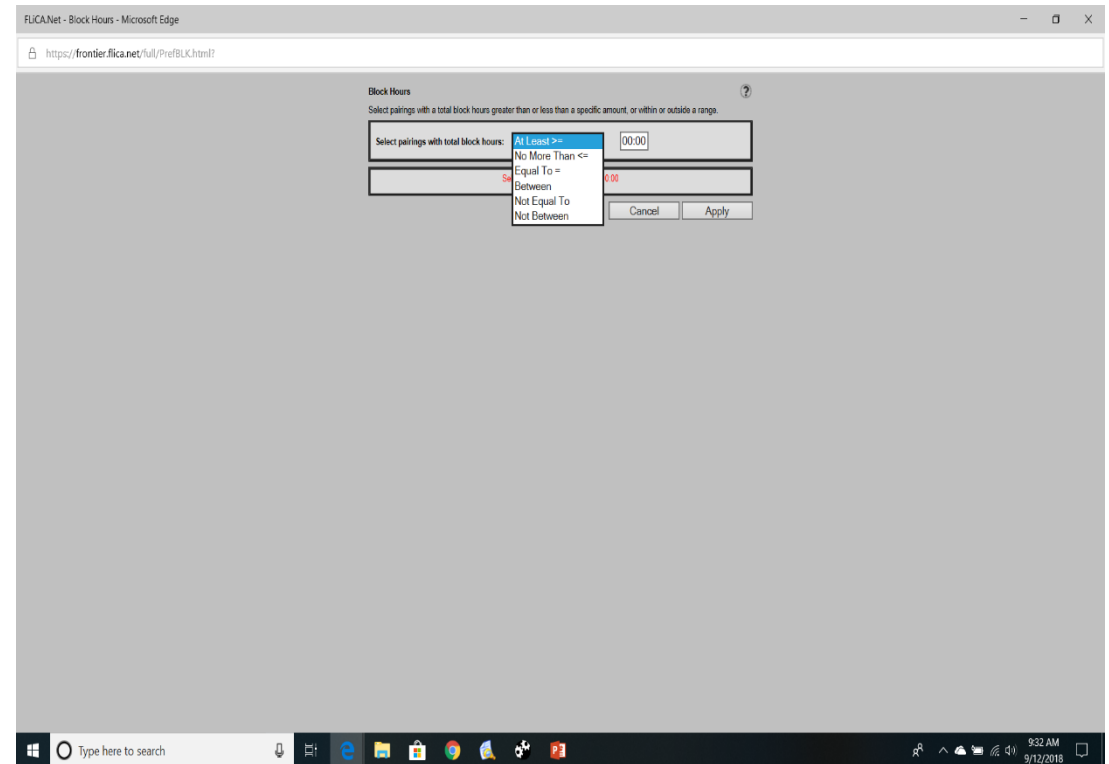 FLiCA.Net - Block Hours - Microsoft Edge
https://frontier.flica.net/full/PrefBLK.html?
Block Hours
?
Select pairings with a total block hours greater than or less than a specific amount, or within or outside a range.
Select pairings with total block hours: At Least >= 00:00
No More Than <=
Equal To =
Between
Not Equal To
Not Between
Se 0:00
Cancel Apply
Type here to search
9:32 AM
9/12/2018